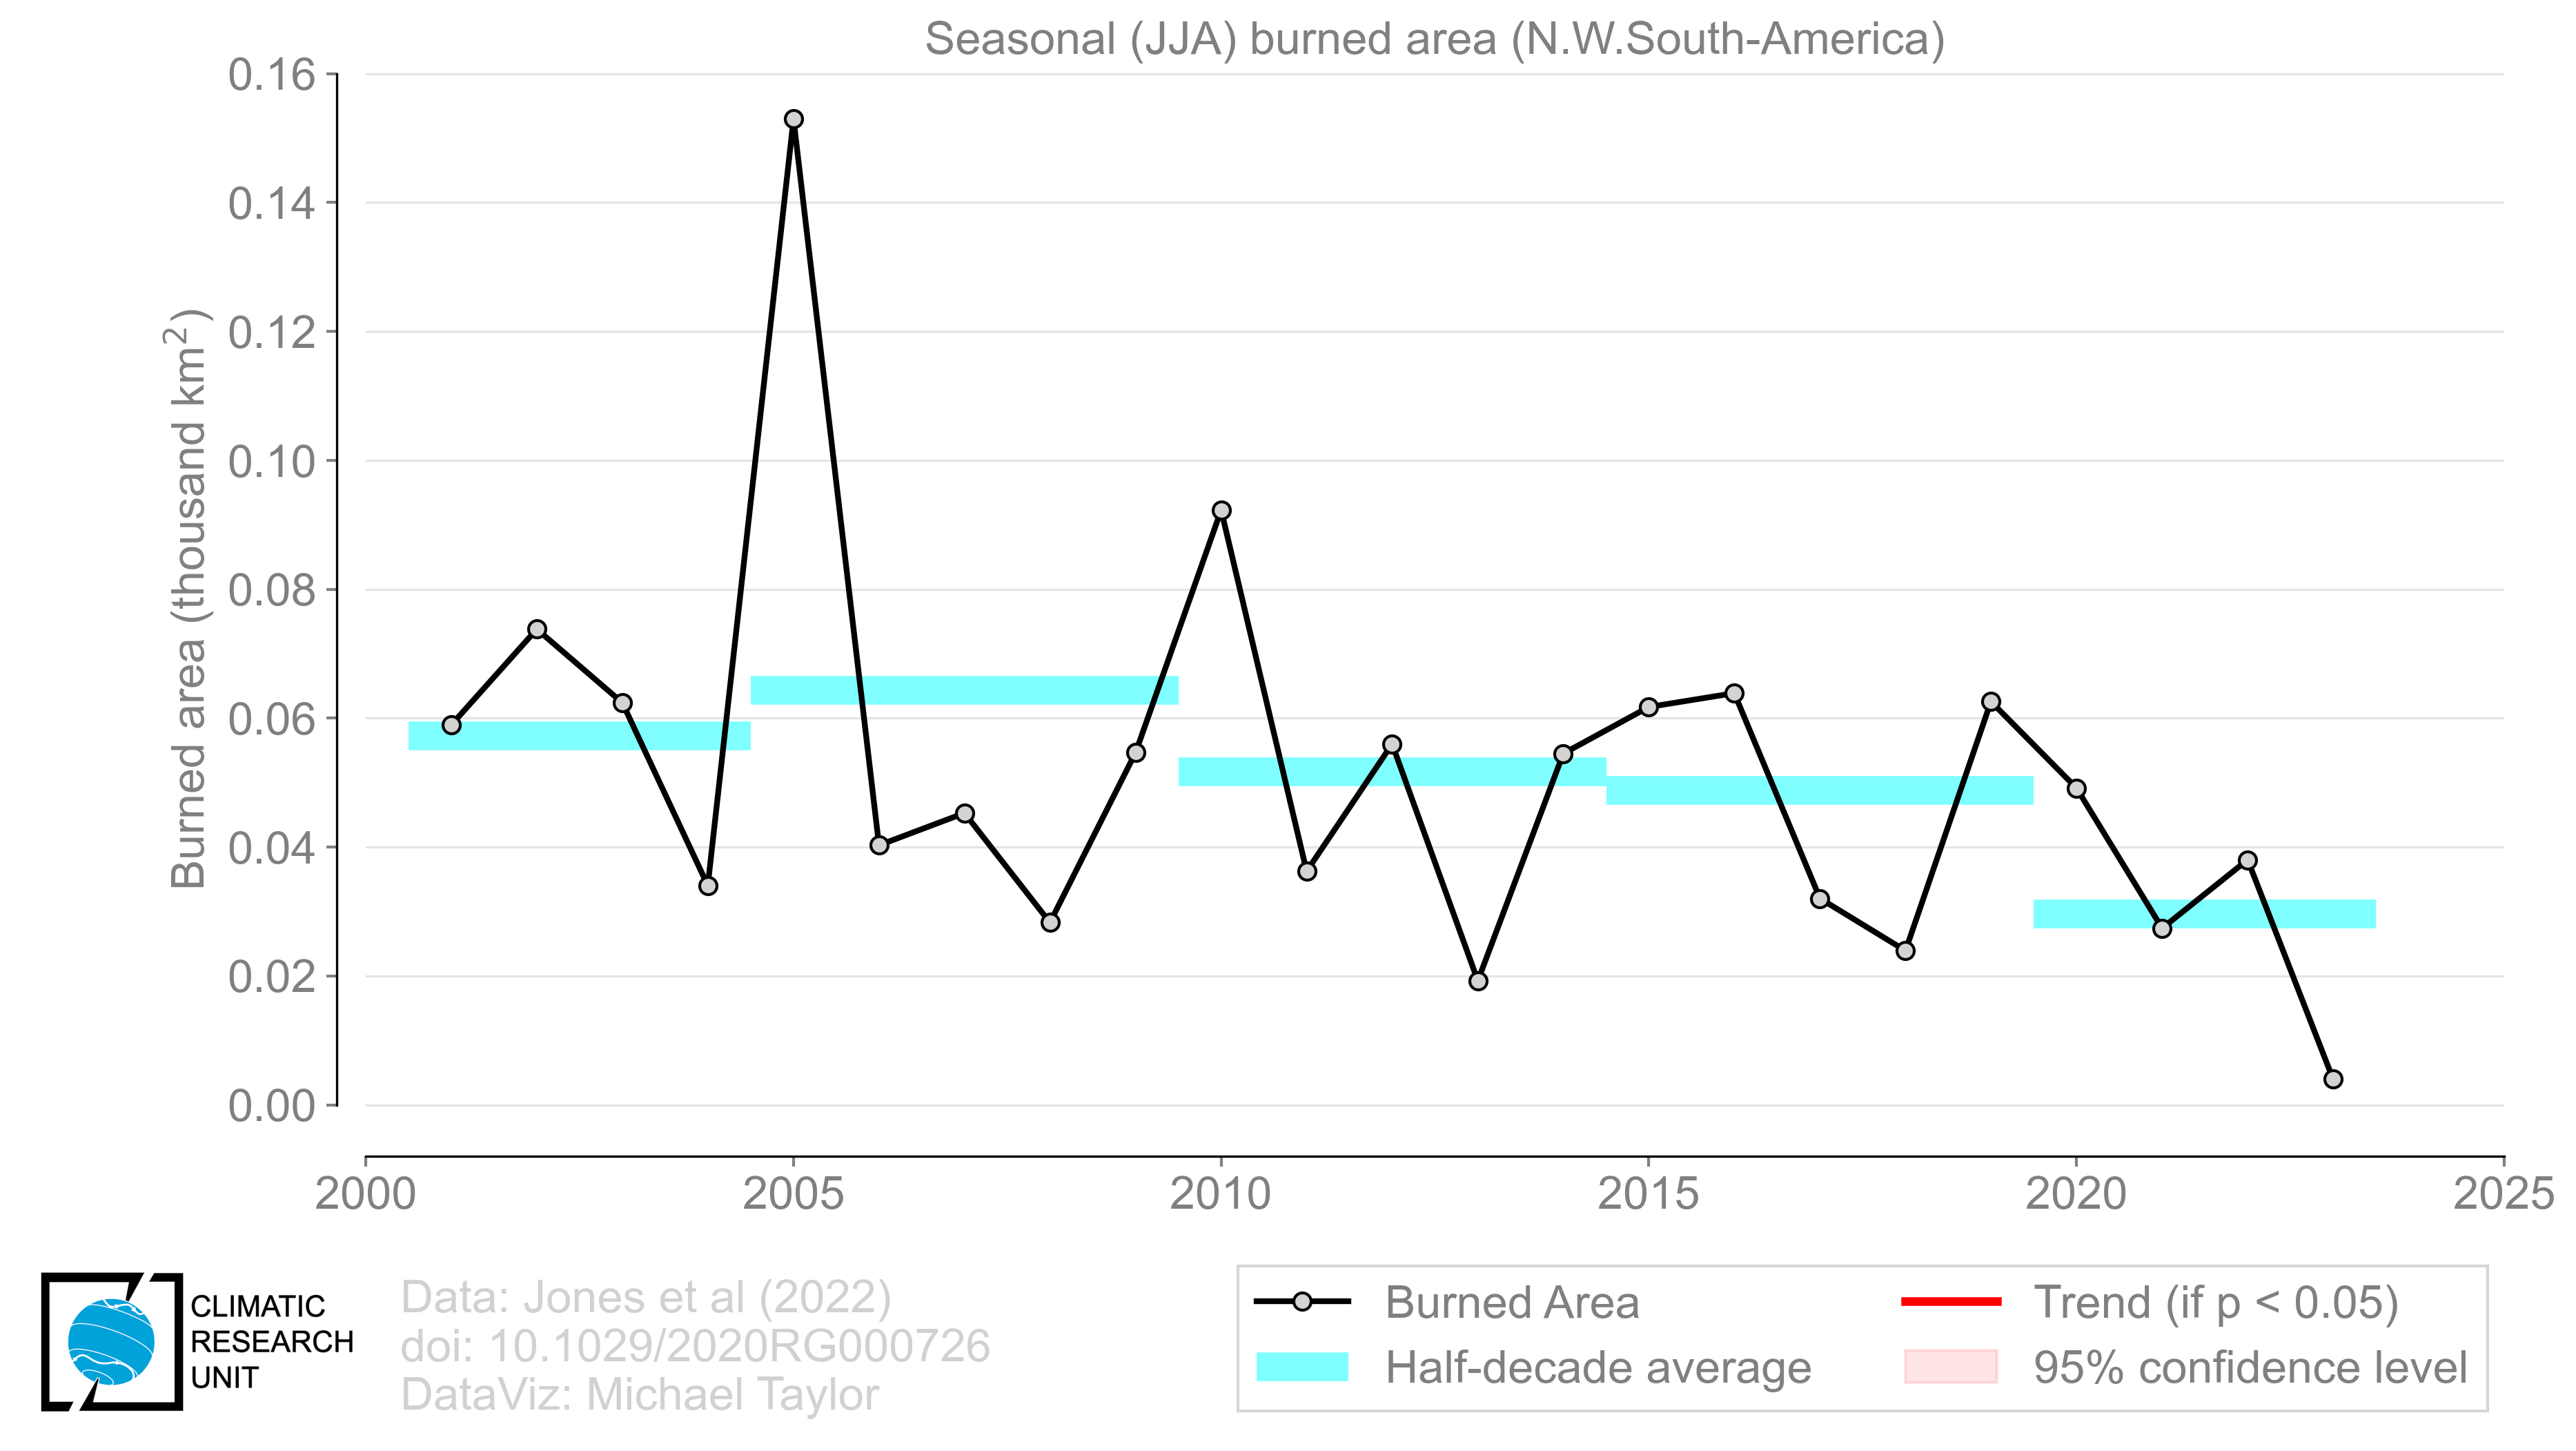 Seasonal (JJA) burned area (N.W.South-America)
Burned area (thousand km²)
0.16
0.14
0.12
0.10
0.08
0.06
0.04
0.02
0.00
2000 2005 2010 2015 2020 2025
CLIMATIC
RESEARCH
UNIT
Data: Jones et al (2022)
doi: 10.1029/2020RG000726
DataViz: Michael Taylor
Burned Area
Half-decade average
Trend (if p < 0.05)
95% confidence level